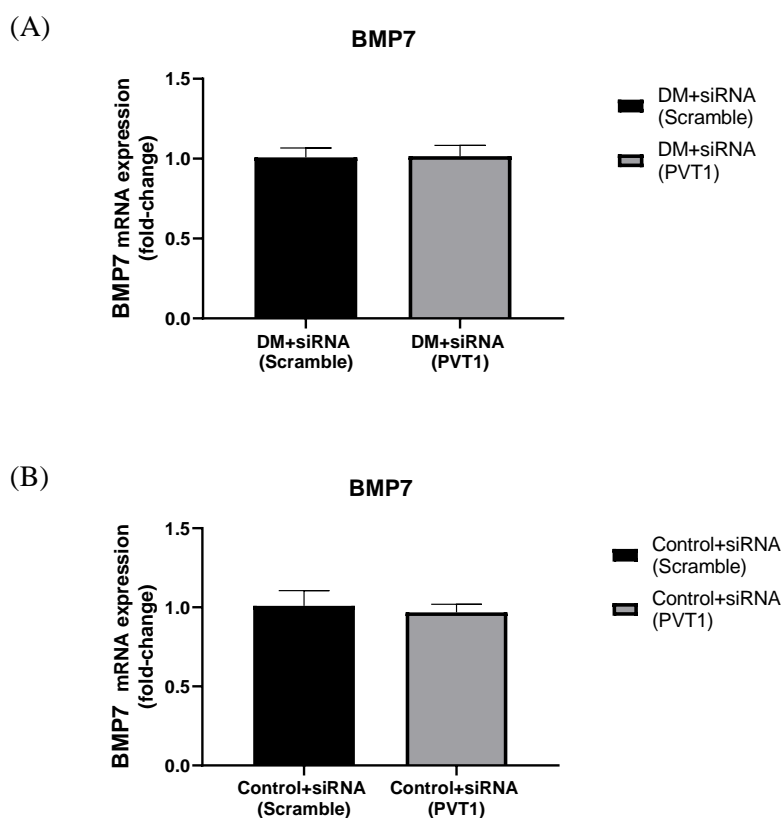 (A)
BMP7
BMP7 mRNA expression
(fold-change)
1.5
1.0
0.5
0.0
DM+siRNA
(Scramble)
DM+siRNA
(PVT1)
DM+siRNA
(Scramble)
DM+siRNA
(PVT1)
(B)
BMP7
BMP7 mRNA expression
(fold-change)
1.5
1.0
0.5
0.0
Control+siRNA
(Scramble)
Control+siRNA
(PVT1)
Control+siRNA
(Scramble)
Control+siRNA
(PVT1)